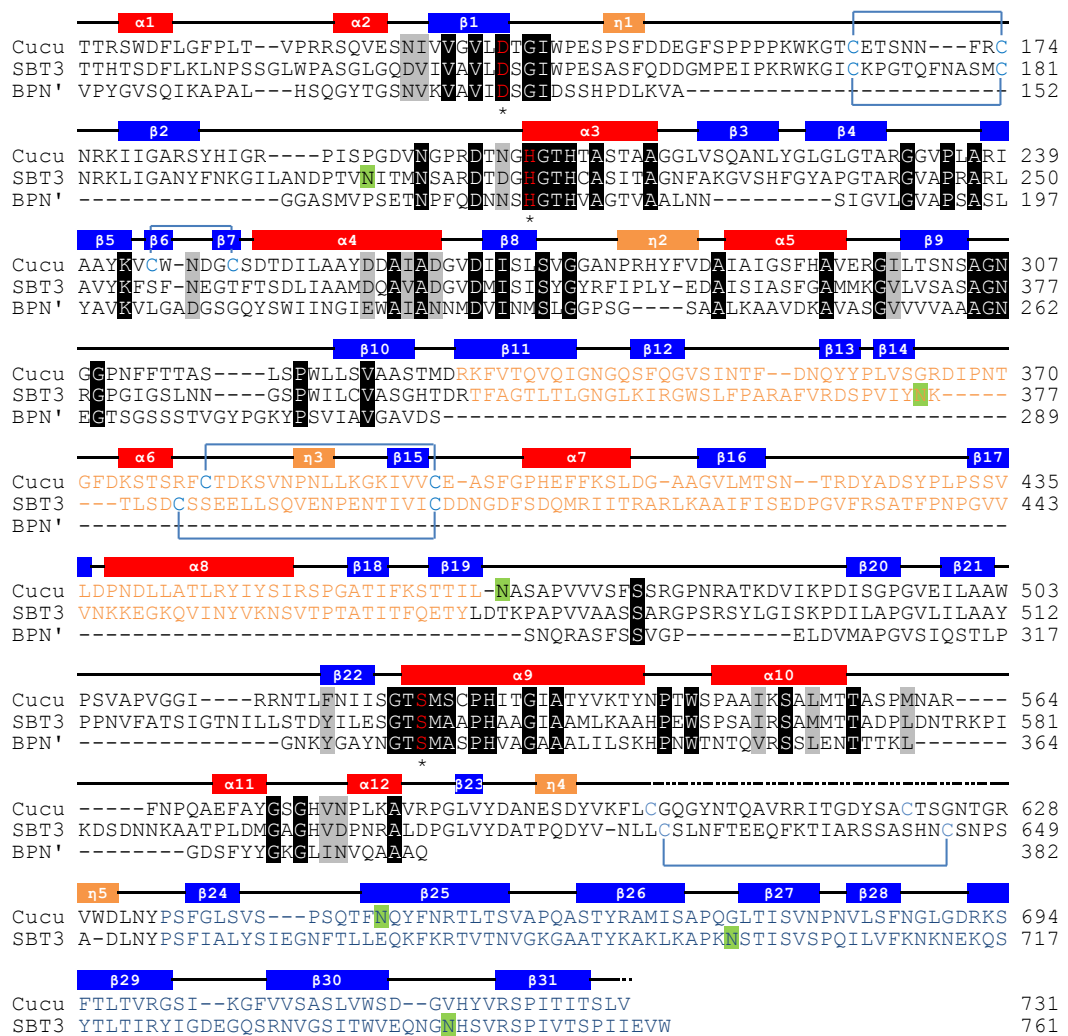 α1 α2 β1 η1
Cucu TTRSWDFLGFPLT--VPRRSQVESNIVVGVLDTGIWPESPSFDDEGFSPPPPKWKGTCETSNN---FRC 174
SBT3 TTHTSDFLKLNPSSGLWPASGLGQDVIVAVLDSGIWPESASFQDDGMPEIPKRWKGICKPGTQFNASMC 181
BPN' VPYGVSQIKAPAL---HSQGYTGSNVKVAVIDSGIDSSHPDLKVA------------------------ 152
*
β2 α3 β3 β4
Cucu NRKIIGARSYHIGR----PISPGDVNGPRDTNGHGTHTASTAAGGLVSQANLYGLGLGTARGGVPLARI 239
SBT3 NRKLIGANYFNKGILANDPTVNITMNSARDTDGHGTHCASITAGNFAKGVSHFGYAPGTARGVAPRARL 250
BPN' -----------GGASMVPSETNPFQDNNSHGTHVAGTVAALNN------SIGVLGVAPSASL 197
*
β5 β6 β7 α4 β8 η2 α5 β9
Cucu AAYKVCW-NDGCSDTDILAAYDDAIADGVDIISLSVGGANPRHYFVDAIAIGSFHAVERGILTSNSAGN 307
SBT3 AVYKFSF-NEGTFTSDLIAAMDQAVADGVDMISISYGYRFIPLY-EDAISIASFGAMMKGVLVSASAGN 377
BPN' YAVKVLGADGSGQYSWIINGIEWAIANNMDVINMSLGGPSG---SAALKAAVDKAVASGVVVVAAAGN 262
β10 β11 β12 β13 β14
Cucu GGPNFFTTAS---LSPWLLSVAASTMDRKFVTQVQIGNGQSFQGVSINTF--DNQYYPLVSGRDIPNT 370
SBT3 RGPGIGSLNN---GSPWILCVASGHTDRTFAGTLTLGNGLKIRGWSLFPARAFVRDSPVIYNK----- 377
BPN' EGTSGSSSTVGYPGKYPSVIAVGAVDS------------------------------------------ 289
α6 η3 β15 α7 β16 β17
Cucu GFDKSTSRFCTDKSVNPNLLKGKIVVCE-ASFGPHEFFKSLDG-AAGVLMTSN--TRDYADSYPLPSSV 435
SBT3 ---TLSDCSSEELLSQVENPENTIVICDDNGDFSDQMRIITRARLKAAIFISEDPGVFRSATFPNPGVV 443
BPN' ---------------------------------------------------------------------
α8 β18 β19 β20 β21
Cucu LDPNDLLATLRYIYSIRSPGATIFKSTTIL-NASAPVVVSFSSRGPNRATKDVIKPDISGPGVEILAAW 503
SBT3 VNKKEGKQVINYVKNSVTPTATITFQETYLDTKPAPVVAASSARGPSRSYLGISKPDILAPGVLILAAY 512
BPN' ---------------------------------SNQRASFSSVGP--------ELDVMAPGVSIQSTLP 317
β22 α9 α10
Cucu PSVAPVGGI----RRNTLFNIISGTSMSCPHITGIATYVKTYNPTWSPAAIKSALMTTASPMNAR---- 564
SBT3 PPNVFATSIGTNILLSTDYILESGTSMAAPHAAGIAAMLKAAHPEWSPSAIRSAMMTTADPLDNTRKPI 581
BPN' -------------GNKYGAYNGTSMASPHVAGAAALILSKHPNWTNTQVRSSLENTTTKL------- 364
*
α11 α12 β23 η4
Cucu -----FNPQAEFAYGSGHVNPLKAVRPGLVYDANESDYVKFLCGQGYNTQAVRRITGDYSACTSGNTGR 628
SBT3 KDSDNNKAATPLDMGAGHVDPNRALDPGLVYDATPQDYV-NLLCSLNFTEEQFKTIARSSASHNCSNPS 649
BPN' --------GDSFYYGKGLINVQAAAQ 382
η5 β24 β25 β26 β27 β28
Cucu VWDLNYPSFGLSVS---PSQTFNQYFNRTLTSVAPQASTYRAMISAPQGLTISVNPNVLSFNGLGDRKS 694
SBT3 A-DLNYPSFIALYSIEGNFTLLEQKFKRTVTNVGKGAATYKAKLKAPKNSTISVSPQILVFKNKNEKQS 717
β29 β30 β31
Cucu FTLTVRGSI--KGFVVSASLVWSD--GVHYVRSPITITSLV 731
SBT3 YTLTIRYIGDEGQSRNVGSITWVEQNGNHSVRSPIVTSPIIEVW 761